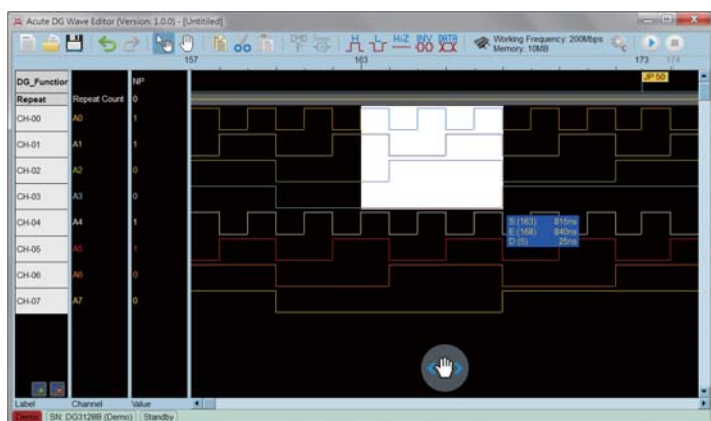 Acute DG Wave Editor (Version: 1.0.0) - [Untitiled]
H L HiZ INV DATA Working Frequency: 200Mbps
Memory: 10MB
157 163 173 174
DG_Function NP JP 50
Repeat Repeat Count 0
CH-00 A0 1
CH-01 A1 1
CH-02 A2 0
CH-03 A3 0
CH-04 A4 1
S:(163) 815ns
E:(168) 840ns
D:(5) 25ns
CH-05 A5 1
CH-06 A6 0
CH-07 A7 0
Label Channel Value
Demo SN: DG3128B (Demo) Standby